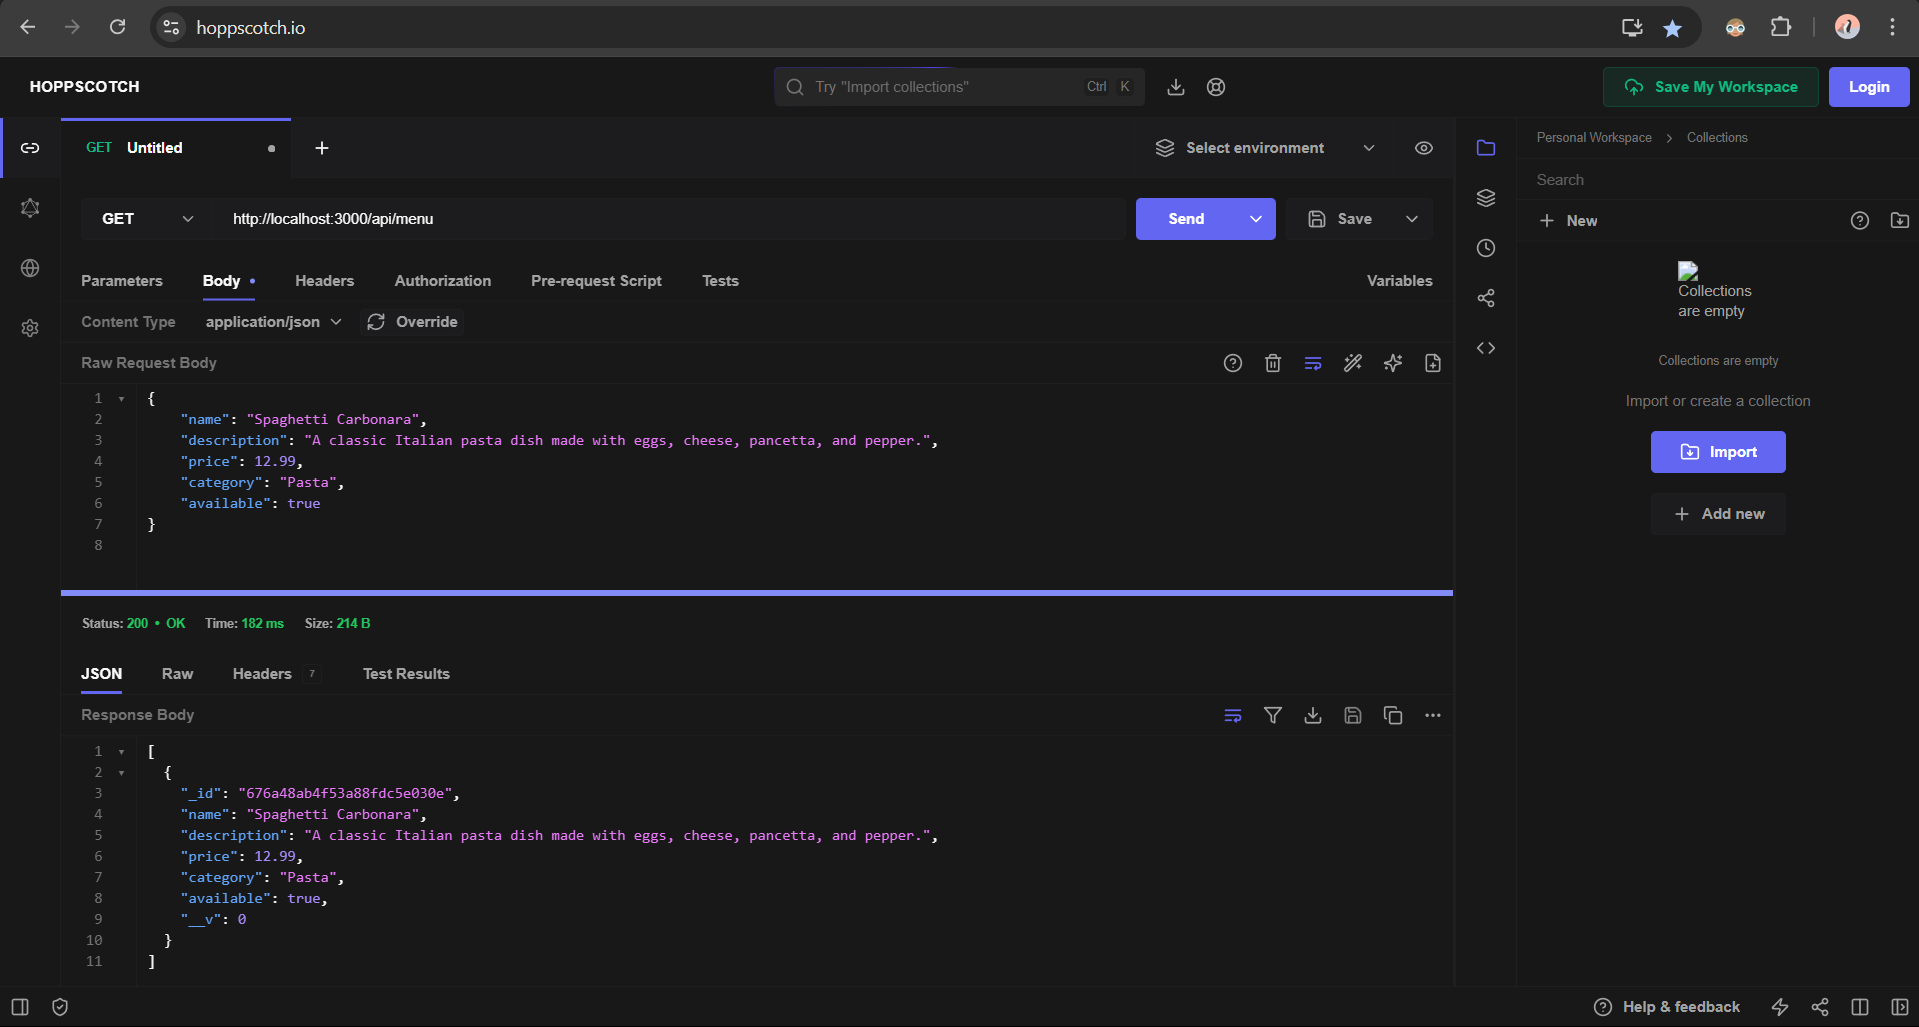 hoppscotch.io
HOPPSCOTCH
Try "Import collections"
Ctrl K
Save My Workspace
Login
GET Untitled
Select environment
Personal Workspace > Collections
Search
New
GET
http://localhost:3000/api/menu
Send
Save
Parameters
Body
Headers
Authorization
Pre-request Script
Tests
Variables
Content Type
application/json
Override
Raw Request Body
1 {
2 "name": "Spaghetti Carbonara",
3 "description": "A classic Italian pasta dish made with eggs, cheese, pancetta, and pepper.",
4 "price": 12.99,
5 "category": "Pasta",
6 "available": true
7 }
8
Status: 200 • OK Time: 182 ms Size: 214 B
JSON
Raw
Headers 7
Test Results
Response Body
1 [
2 {
3 "_id": "676a48ab4f53a88fdc5e030e",
4 "name": "Spaghetti Carbonara",
5 "description": "A classic Italian pasta dish made with eggs, cheese, pancetta, and pepper.",
6 "price": 12.99,
7 "category": "Pasta",
8 "available": true,
9 "__v": 0
10 }
11 ]
Collections
are empty
Collections are empty
Import or create a collection
Import
Add new
Help & feedback